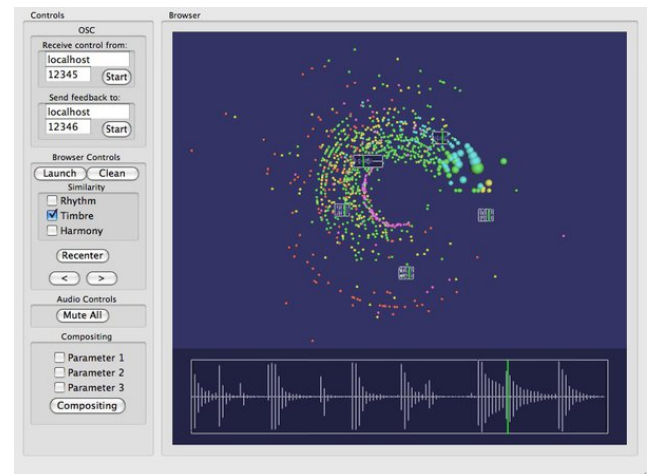 Controls
Browser
OSC
Receive control from:
localhost
12345 Start
Send feedback to:
localhost
12346 Start
Browser Controls
Launch Clean
Similarity
Rhythm
Timbre
Harmony
Recenter
< >
Audio Controls
Mute All
Compositing
Parameter 1
Parameter 2
Parameter 3
Compositing